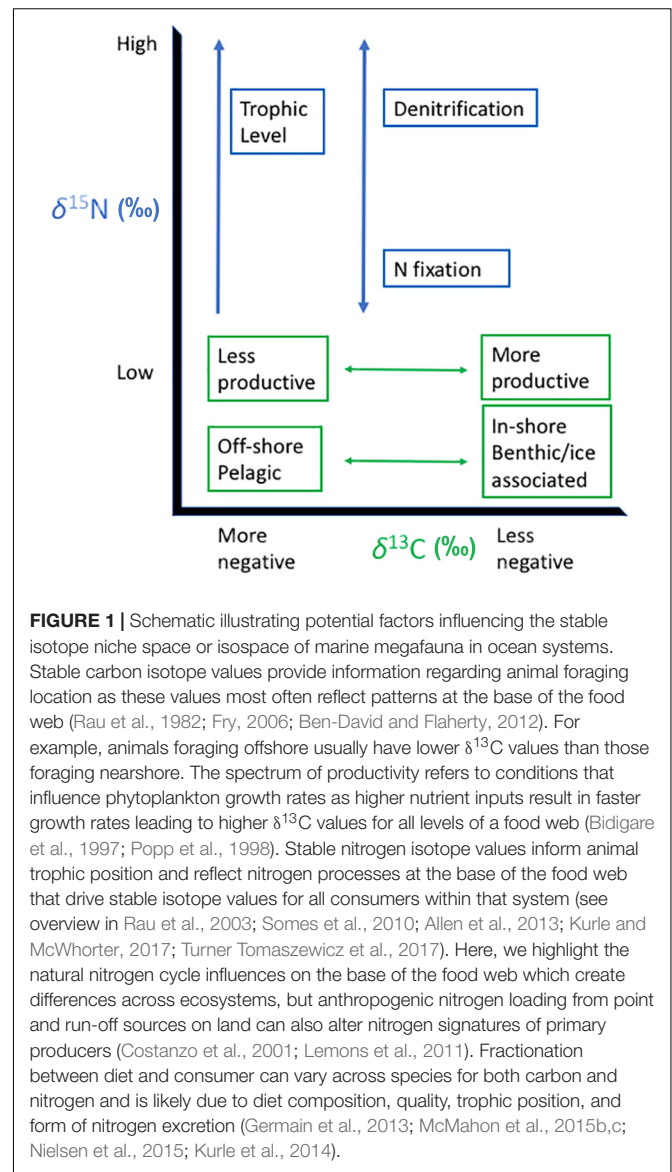 High
Trophic
Level
Denitrification
δ¹⁵N (‰)
N fixation
Low
Less
productive
More
productive
Off-shore
Pelagic
In-shore
Benthic/ice
associated
More
negative
δ¹³C (‰)
Less
negative
FIGURE 1 | Schematic illustrating potential factors influencing the stable
isotope niche space or isospace of marine megafauna in ocean systems.
Stable carbon isotope values provide information regarding animal foraging
location as these values most often reflect patterns at the base of the food
web (Rau et al., 1982; Fry, 2006; Ben-David and Flaherty, 2012). For
example, animals foraging offshore usually have lower δ¹³C values than those
foraging nearshore. The spectrum of productivity refers to conditions that
influence phytoplankton growth rates as higher nutrient inputs result in faster
growth rates leading to higher δ¹³C values for all levels of a food web (Bidigare
et al., 1997; Popp et al., 1998). Stable nitrogen isotope values inform animal
trophic position and reflect nitrogen processes at the base of the food web
that drive stable isotope values for all consumers within that system (see
overview in Rau et al., 2003; Somes et al., 2010; Allen et al., 2013; Kurle and
McWhorter, 2017; Turner Tomaszewicz et al., 2017). Here, we highlight the
natural nitrogen cycle influences on the base of the food web which create
differences across ecosystems, but anthropogenic nitrogen loading from point
and run-off sources on land can also alter nitrogen signatures of primary
producers (Costanzo et al., 2001; Lemons et al., 2011). Fractionation
between diet and consumer can vary across species for both carbon and
nitrogen and is likely due to diet composition, quality, trophic position, and
form of nitrogen excretion (Germain et al., 2013; McMahon et al., 2015b,c;
Nielsen et al., 2015; Kurle et al., 2014).